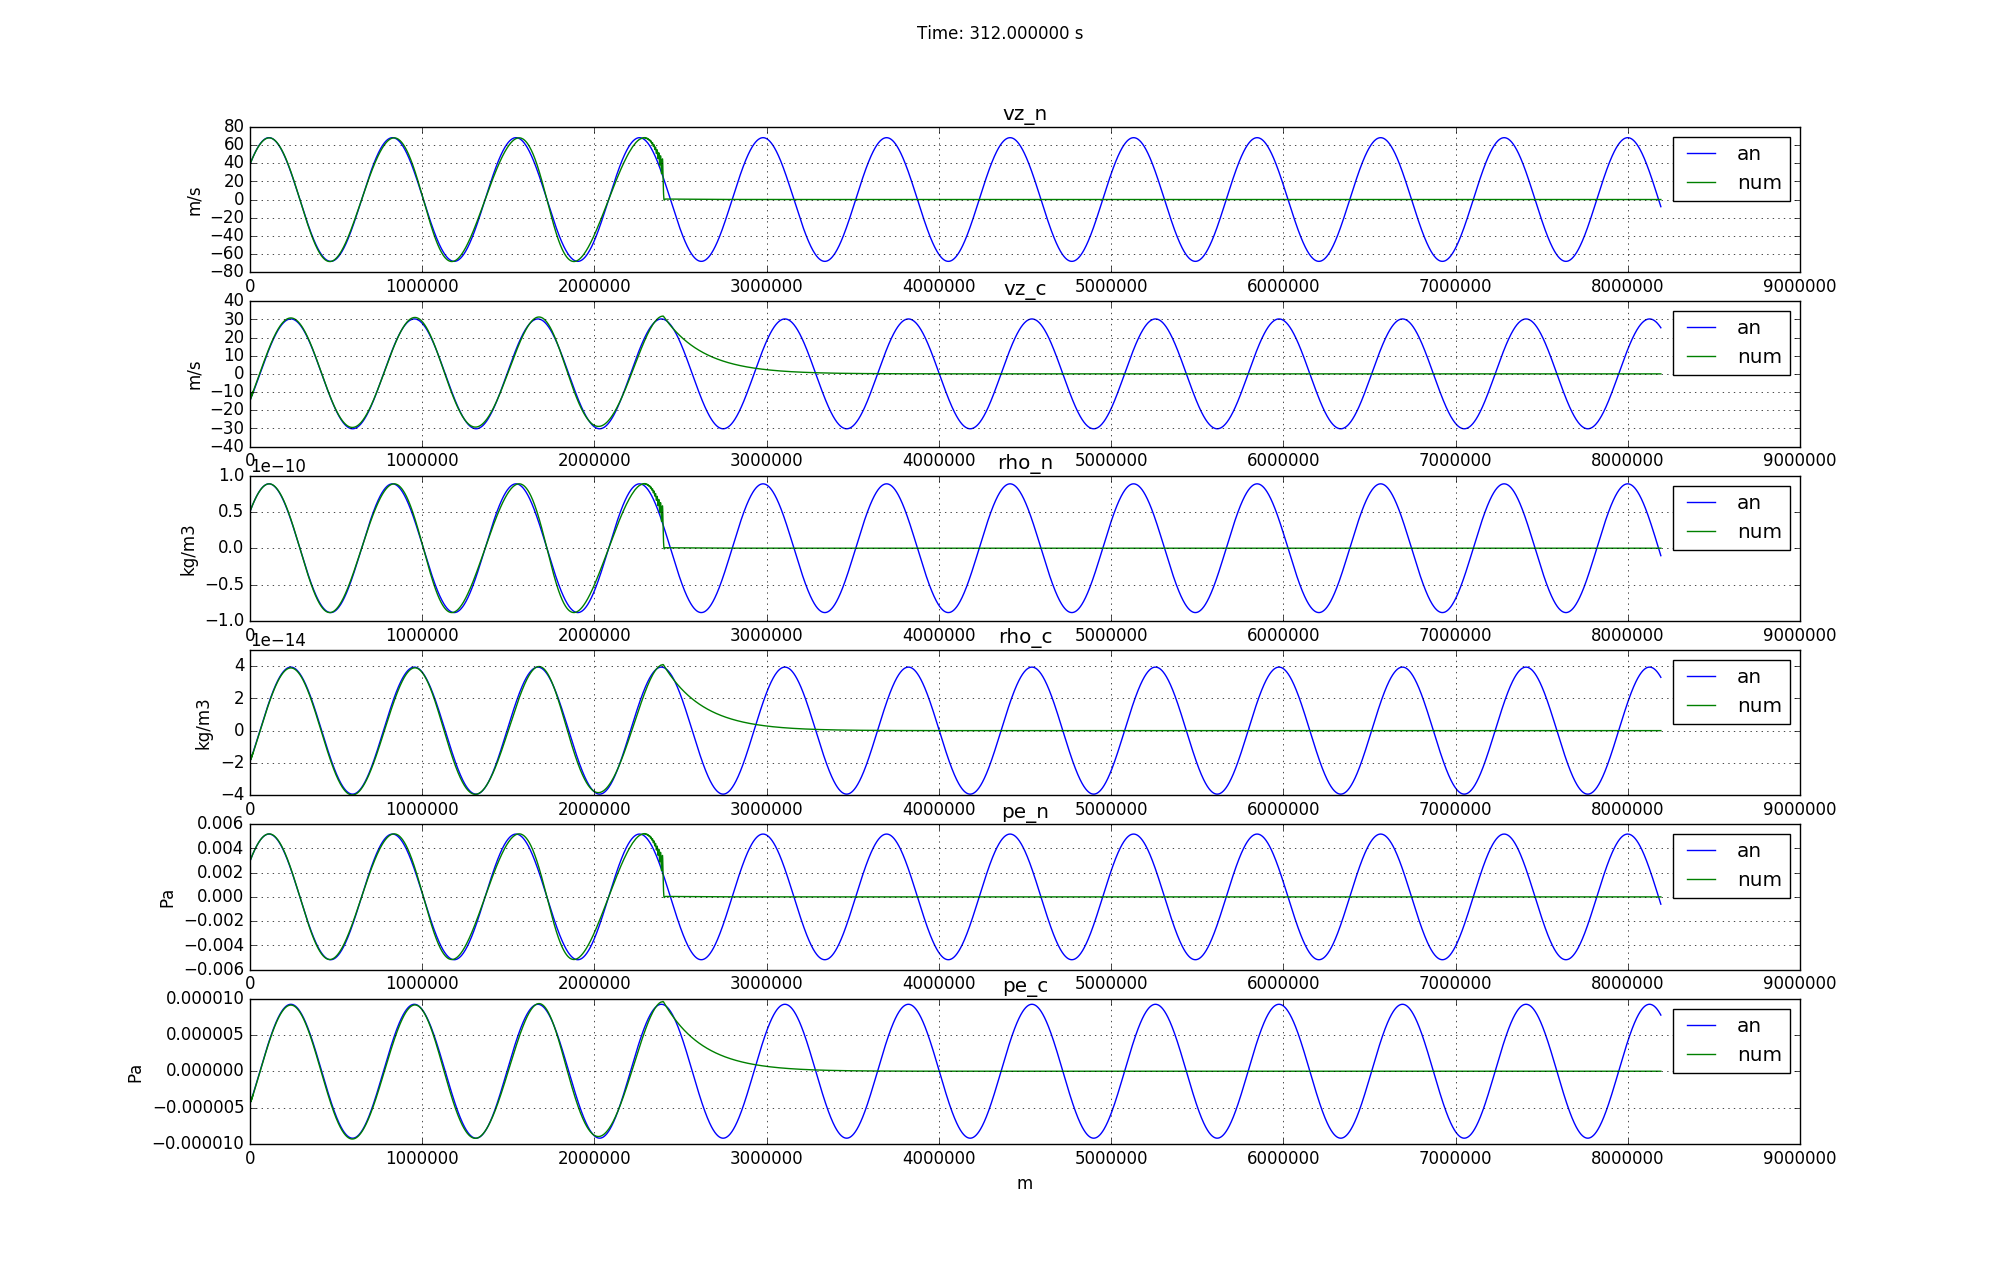 Time: 312.000000 s
vz_n
80
60
40
20
0
−20
−40
−60
−80
m/s
an
num
0 1000000 2000000 3000000 4000000 5000000 6000000 7000000 8000000 9000000
vz_c
40
30
20
10
0
−10
−20
−30
−40
m/s
an
num
0 1000000 2000000 3000000 4000000 5000000 6000000 7000000 8000000 9000000
1e−10
rho_n
1.0
0.5
0.0
−0.5
−1.0
kg/m3
an
num
0 1000000 2000000 3000000 4000000 5000000 6000000 7000000 8000000 9000000
1e−14
rho_c
4
2
0
−2
−4
kg/m3
an
num
0 1000000 2000000 3000000 4000000 5000000 6000000 7000000 8000000 9000000
pe_n
0.006
0.004
0.002
0.000
−0.002
−0.004
−0.006
Pa
an
num
0 1000000 2000000 3000000 4000000 5000000 6000000 7000000 8000000 9000000
pe_c
0.000010
0.000005
0.000000
−0.000005
−0.000010
Pa
an
num
0 1000000 2000000 3000000 4000000 5000000 6000000 7000000 8000000 9000000
m